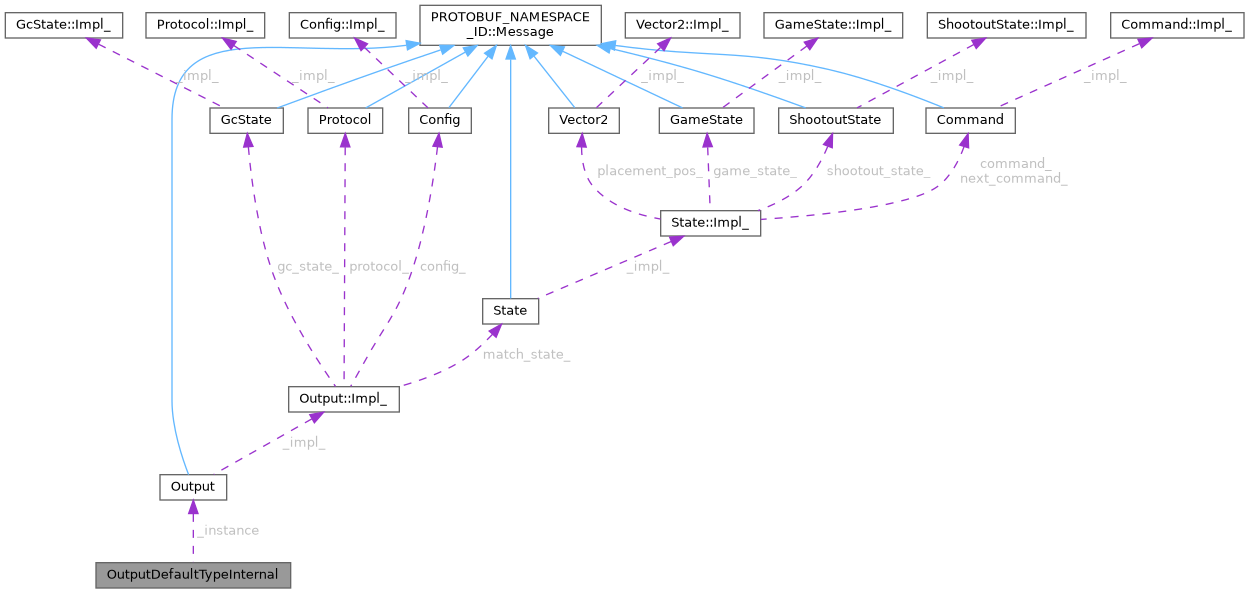 GcState::Impl_
Protocol::Impl_
Config::Impl_
PROTOBUF_NAMESPACE
_ID::Message
Vector2::Impl_
GameState::Impl_
ShootoutState::Impl_
Command::Impl_
_impl_
_impl_
_impl_
_impl_
_impl_
_impl_
_impl_
GcState
Protocol
Config
Vector2
GameState
ShootoutState
Command
placement_pos_
game_state_
shootout_state_
command_
next_command_
State::Impl_
gc_state_
protocol_
config_
_impl_
State
match_state_
Output::Impl_
_impl_
Output
_instance
OutputDefaultTypeInternal